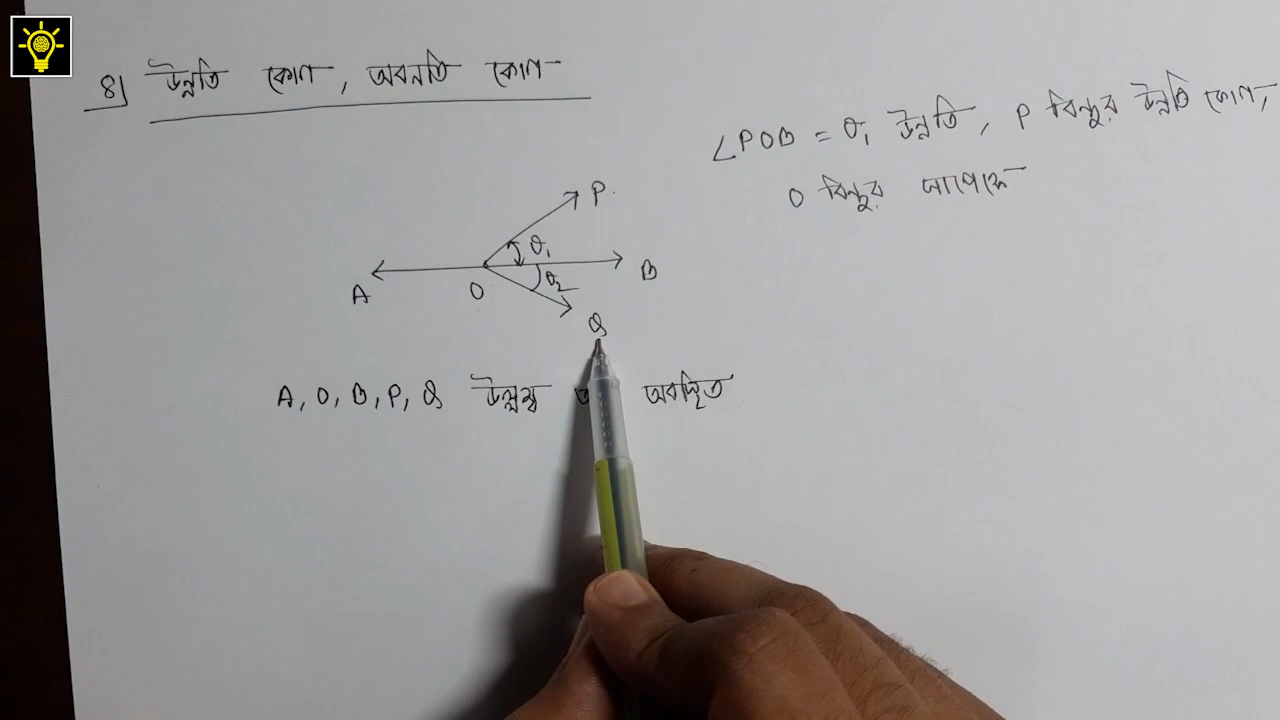 ৪) উন্নতি কোণ, অবনতি কোণ
∠POB = θ₁ উন্নতি, P বিন্দুর উন্নতি কোণ,
O বিন্দুর সাপেক্ষে
P
θ₁
A O B
θ₂
Q
A, O, B, P, Q উল্লম্ব অবস্থিত